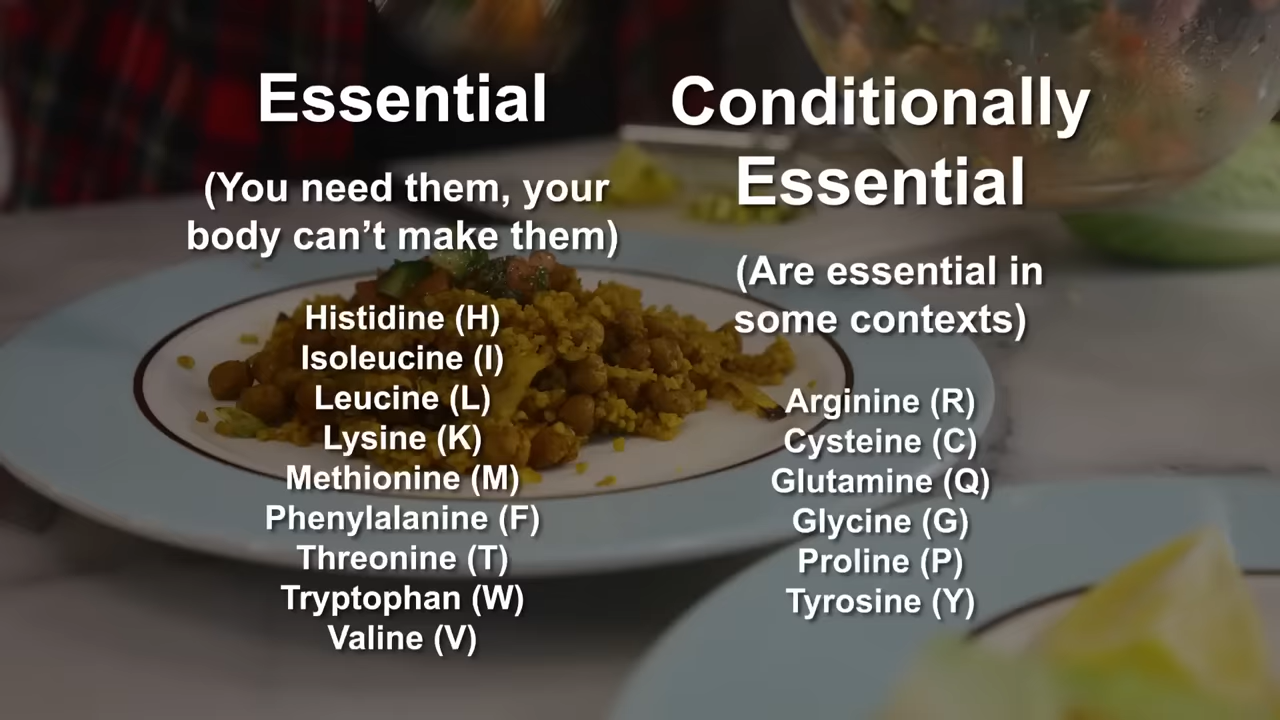 Essential
(You need them, your
body can’t make them)
Histidine (H)
Isoleucine (I)
Leucine (L)
Lysine (K)
Methionine (M)
Phenylalanine (F)
Threonine (T)
Tryptophan (W)
Valine (V)
Conditionally
Essential
(Are essential in
some contexts)
Arginine (R)
Cysteine (C)
Glutamine (Q)
Glycine (G)
Proline (P)
Tyrosine (Y)